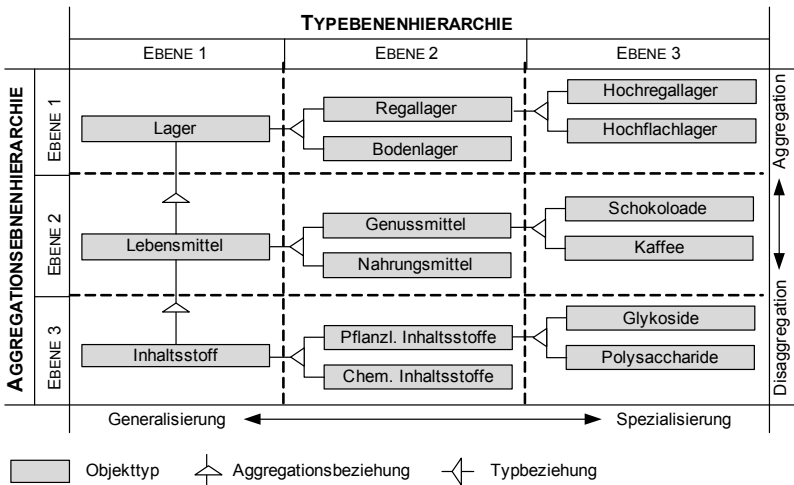 TYPEBENENHIERARCHIE
EBENE 1 EBENE 2 EBENE 3
AGGREGATIONSEBNENHIERARCHIE
EBENE 1
Lager
Regallager
Bodenlager
Hochregallager
Hochflachlager
Aggregation
EBENE 2
Lebensmittel
Genussmittel
Nahrungsmittel
Schokoloade
Kaffee
EBENE 3
Inhaltsstoff
Pflanzl. Inhaltsstoffe
Chem. Inhaltsstoffe
Glykoside
Polysaccharide
Disaggregation
Generalisierung Spezialisierung
Objekttyp Aggregationsbeziehung Typbeziehung